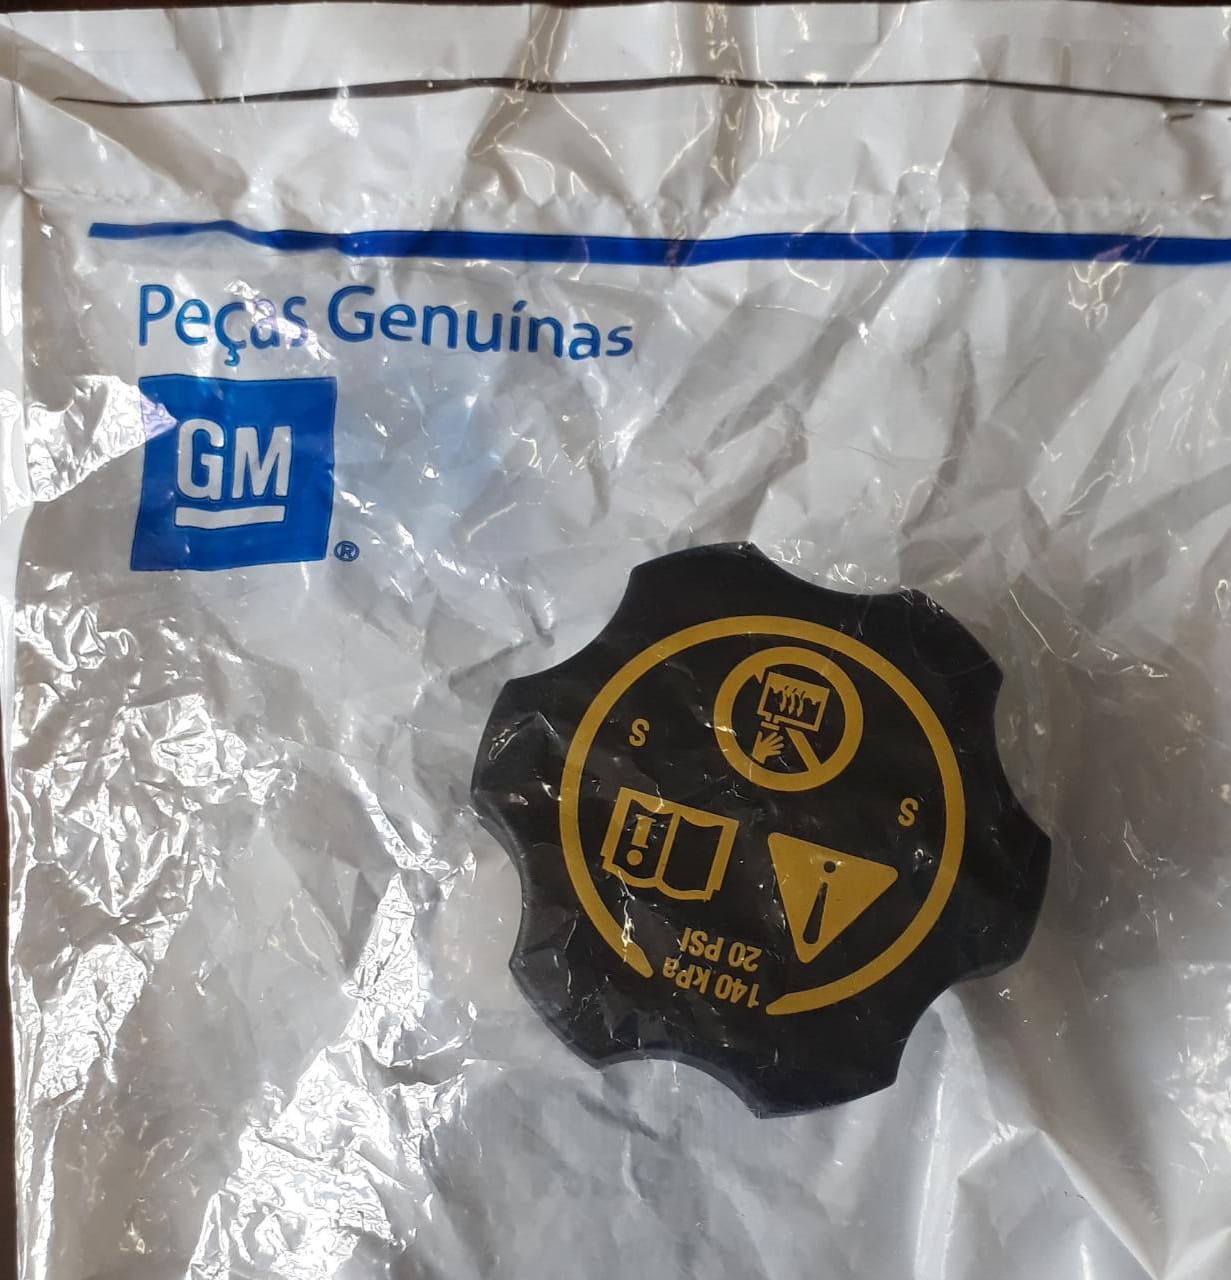 Peças Genuínas
GM
®
S
S
140 kPa
20 PSI